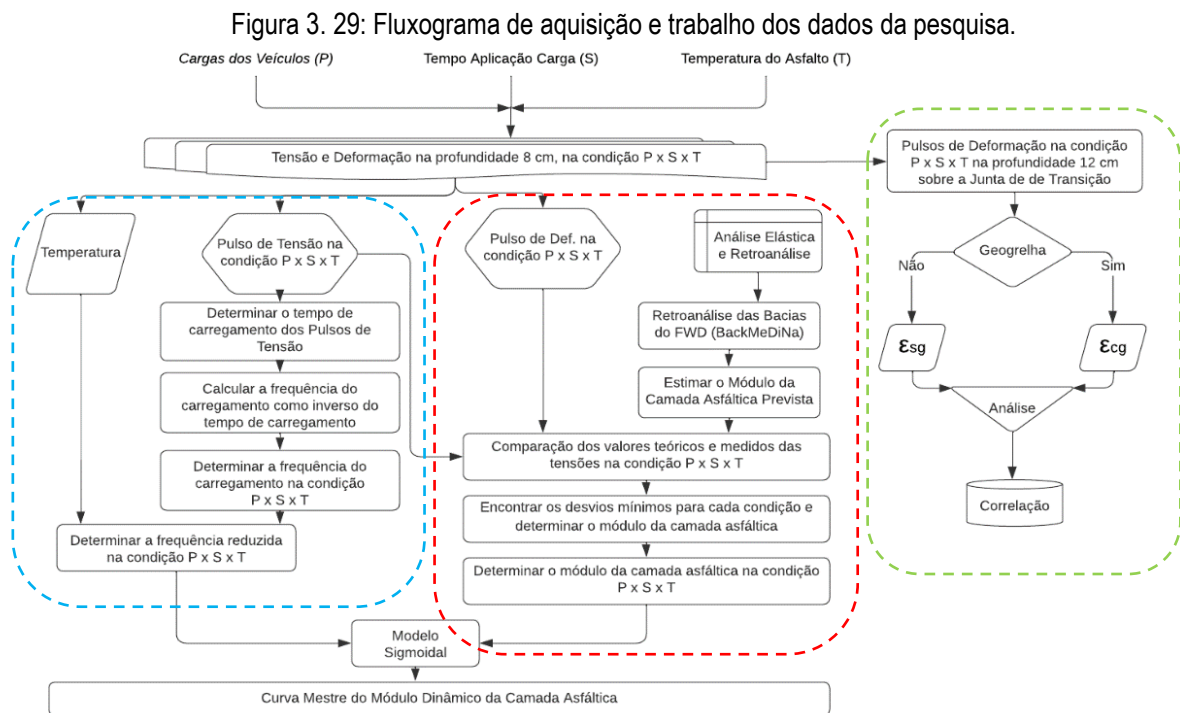 Figura 3. 29: Fluxograma de aquisição e trabalho dos dados da pesquisa.
Cargas dos Veículos (P)
Tempo Aplicação Carga (S)
Temperatura do Asfalto (T)
Tensão e Deformação na profundidade 8 cm, na condição P x S x T
Temperatura
Pulso de Tensão na
condição P x S x T
Determinar o tempo de
carregamento dos Pulsos de
Tensão
Calcular a frequência do
carregamento como inverso do
tempo de carregamento
Determinar a frequência do
carregamento na condição
P x S x T
Determinar a frequência reduzida
na condição P x S x T
Pulso de Def. na
condição P x S x T
Análise Elástica
e Retroanálise
Retroanálise das Bacias
do FWD (BackMeDiNa)
Estimar o Módulo da
Camada Asfáltica Prevista
Comparação dos valores teóricos e medidos das
tensões na condição P x S x T
Encontrar os desvios mínimos para cada condição e
determinar o módulo da camada asfáltica
Determinar o módulo da camada asfáltica na condição
P x S x T
Modelo
Sigmoidal
Curva Mestre do Módulo Dinâmico da Camada Asfáltica
Pulsos de Deformação na condição
P x S x T na profundidade 12 cm
sobre a Junta de de Transição
Geogrelha
Não
Sim
Ɛsg
Ɛcg
Análise
Correlação